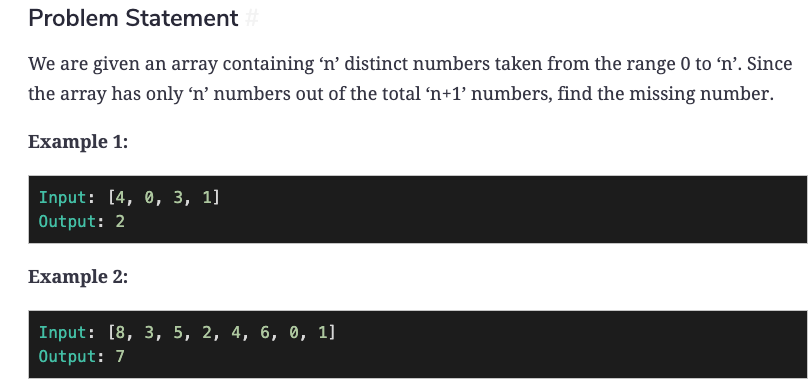 Problem Statement #
We are given an array containing ‘n’ distinct numbers taken from the range 0 to ‘n’. Since
the array has only ‘n’ numbers out of the total ‘n+1’ numbers, find the missing number.
Example 1:
Input: [4, 0, 3, 1]
Output: 2
Example 2:
Input: [8, 3, 5, 2, 4, 6, 0, 1]
Output: 7